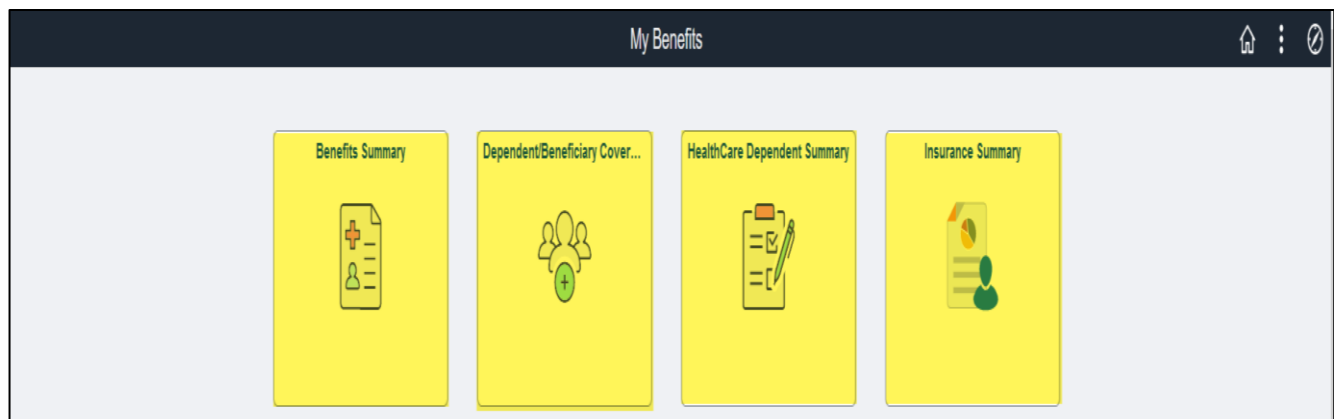 My Benefits
Benefits Summary
Dependent/Beneficiary Cover...
HealthCare Dependent Summary
Insurance Summary